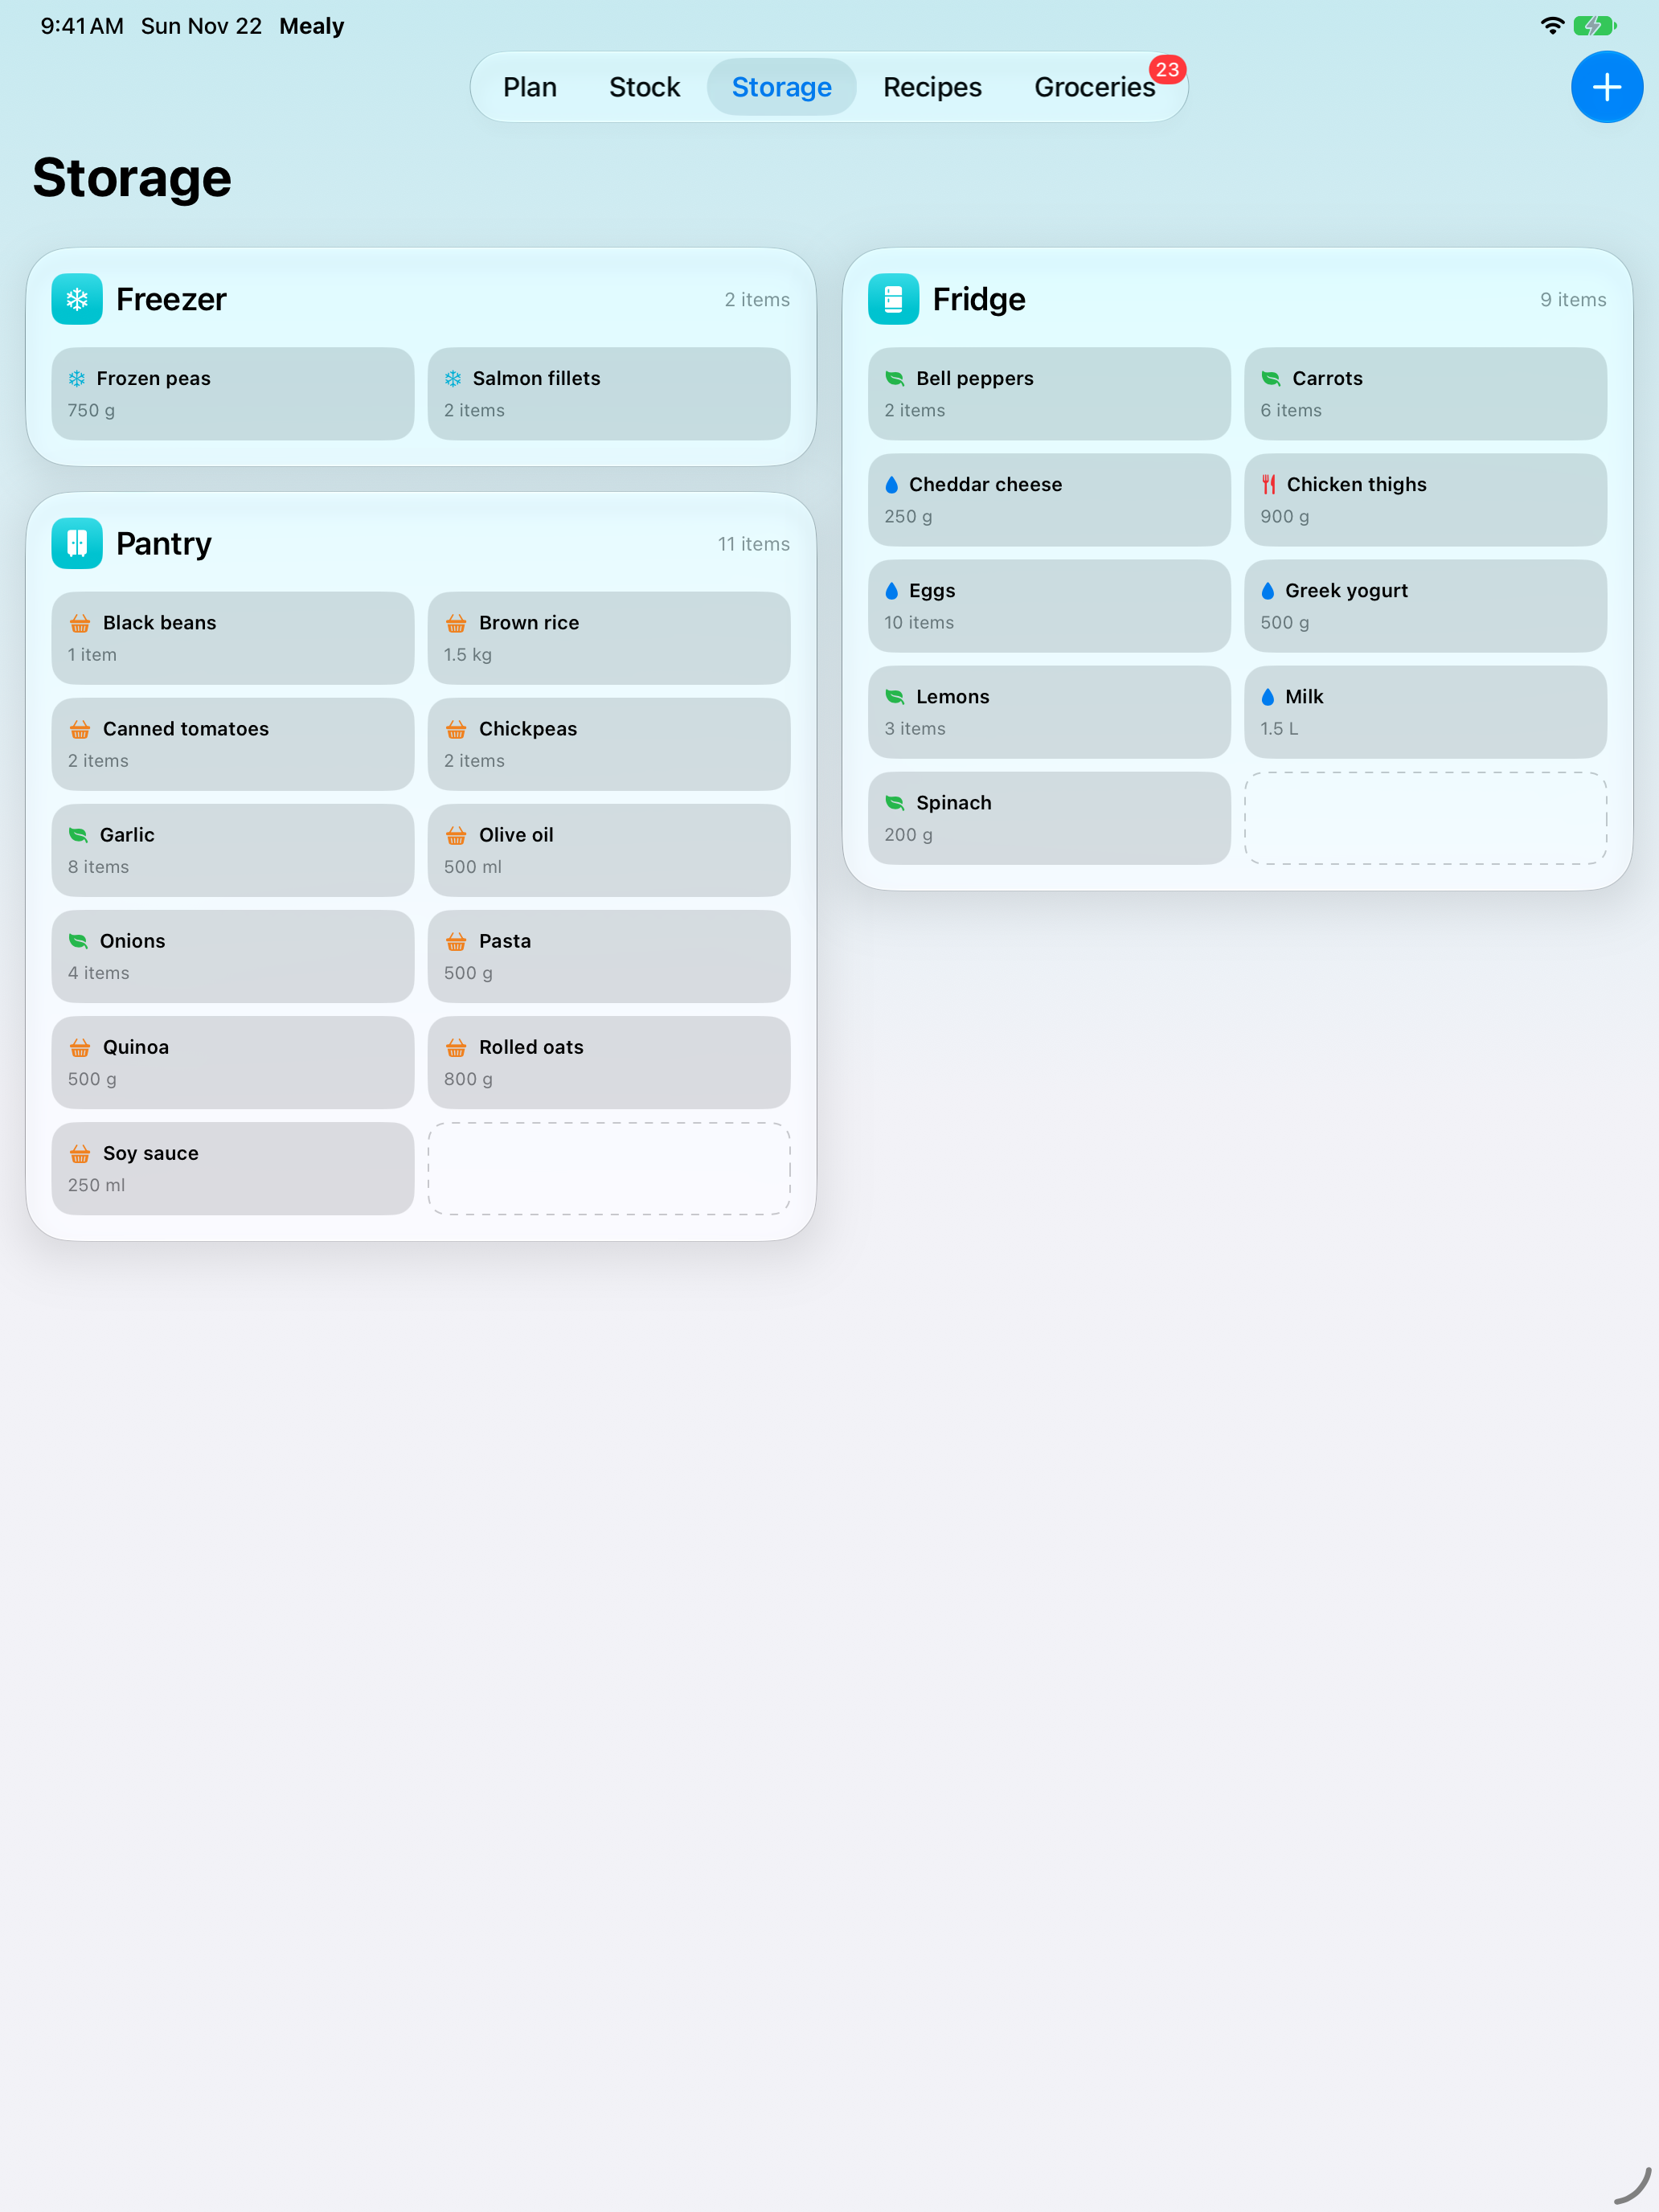 9:41 AM Sun Nov 22 Mealy
Plan Stock Storage Recipes Groceries 23
Storage
Freezer 2 items
Frozen peas
750 g
Salmon fillets
2 items
Pantry 11 items
Black beans
1 item
Brown rice
1.5 kg
Canned tomatoes
2 items
Chickpeas
2 items
Garlic
8 items
Olive oil
500 ml
Onions
4 items
Pasta
500 g
Quinoa
500 g
Rolled oats
800 g
Soy sauce
250 ml
Fridge 9 items
Bell peppers
2 items
Carrots
6 items
Cheddar cheese
250 g
Chicken thighs
900 g
Eggs
10 items
Greek yogurt
500 g
Lemons
3 items
Milk
1.5 L
Spinach
200 g